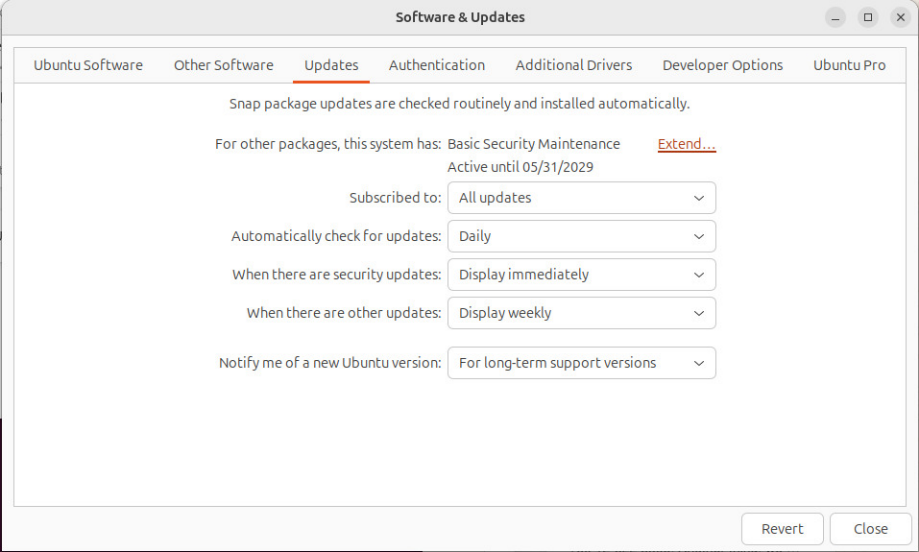 Software & Updates
Ubuntu Software Other Software Updates Authentication Additional Drivers Developer Options Ubuntu Pro
Snap package updates are checked routinely and installed automatically.
For other packages, this system has: Basic Security Maintenance Extend...
Active until 05/31/2029
Subscribed to: All updates
Automatically check for updates: Daily
When there are security updates: Display immediately
When there are other updates: Display weekly
Notify me of a new Ubuntu version: For long-term support versions
Revert Close